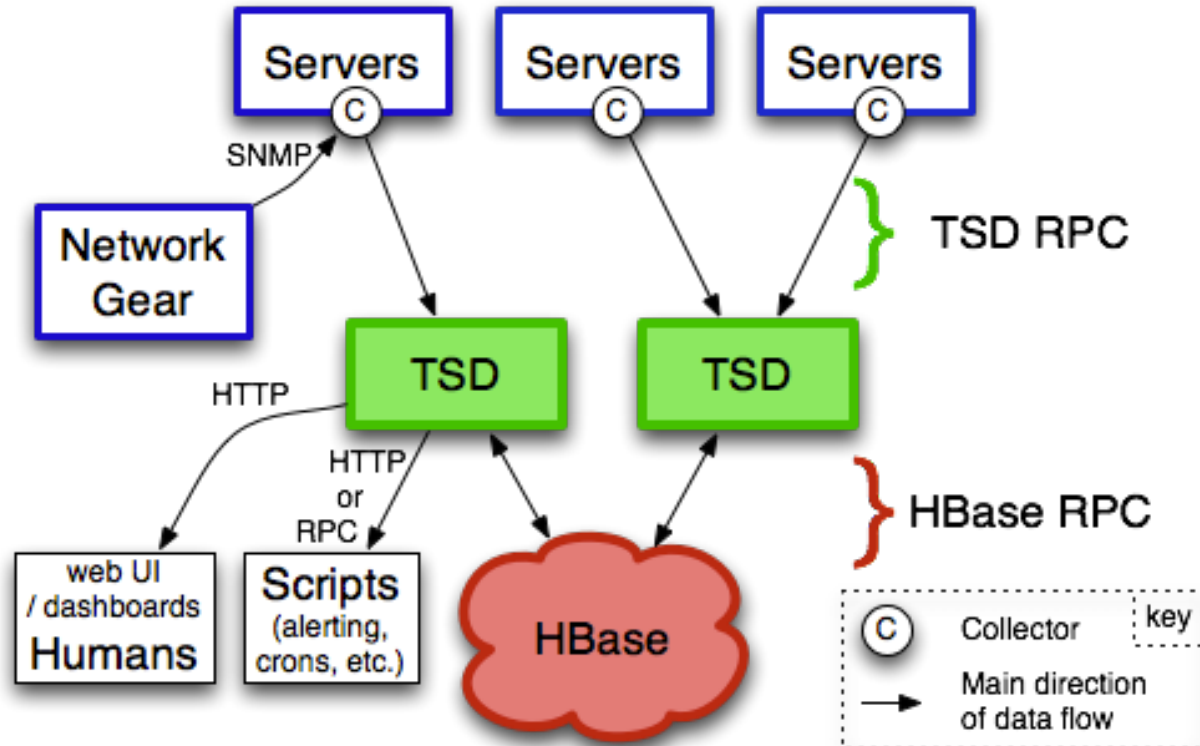 Servers
Servers
Servers
C
C
C
SNMP
Network
Gear
TSD RPC
TSD
TSD
HTTP
HTTP
or
RPC
HBase RPC
web UI
/ dashboards
Humans
Scripts
(alerting,
crons, etc.)
HBase
C
Collector
key
Main direction
of data flow